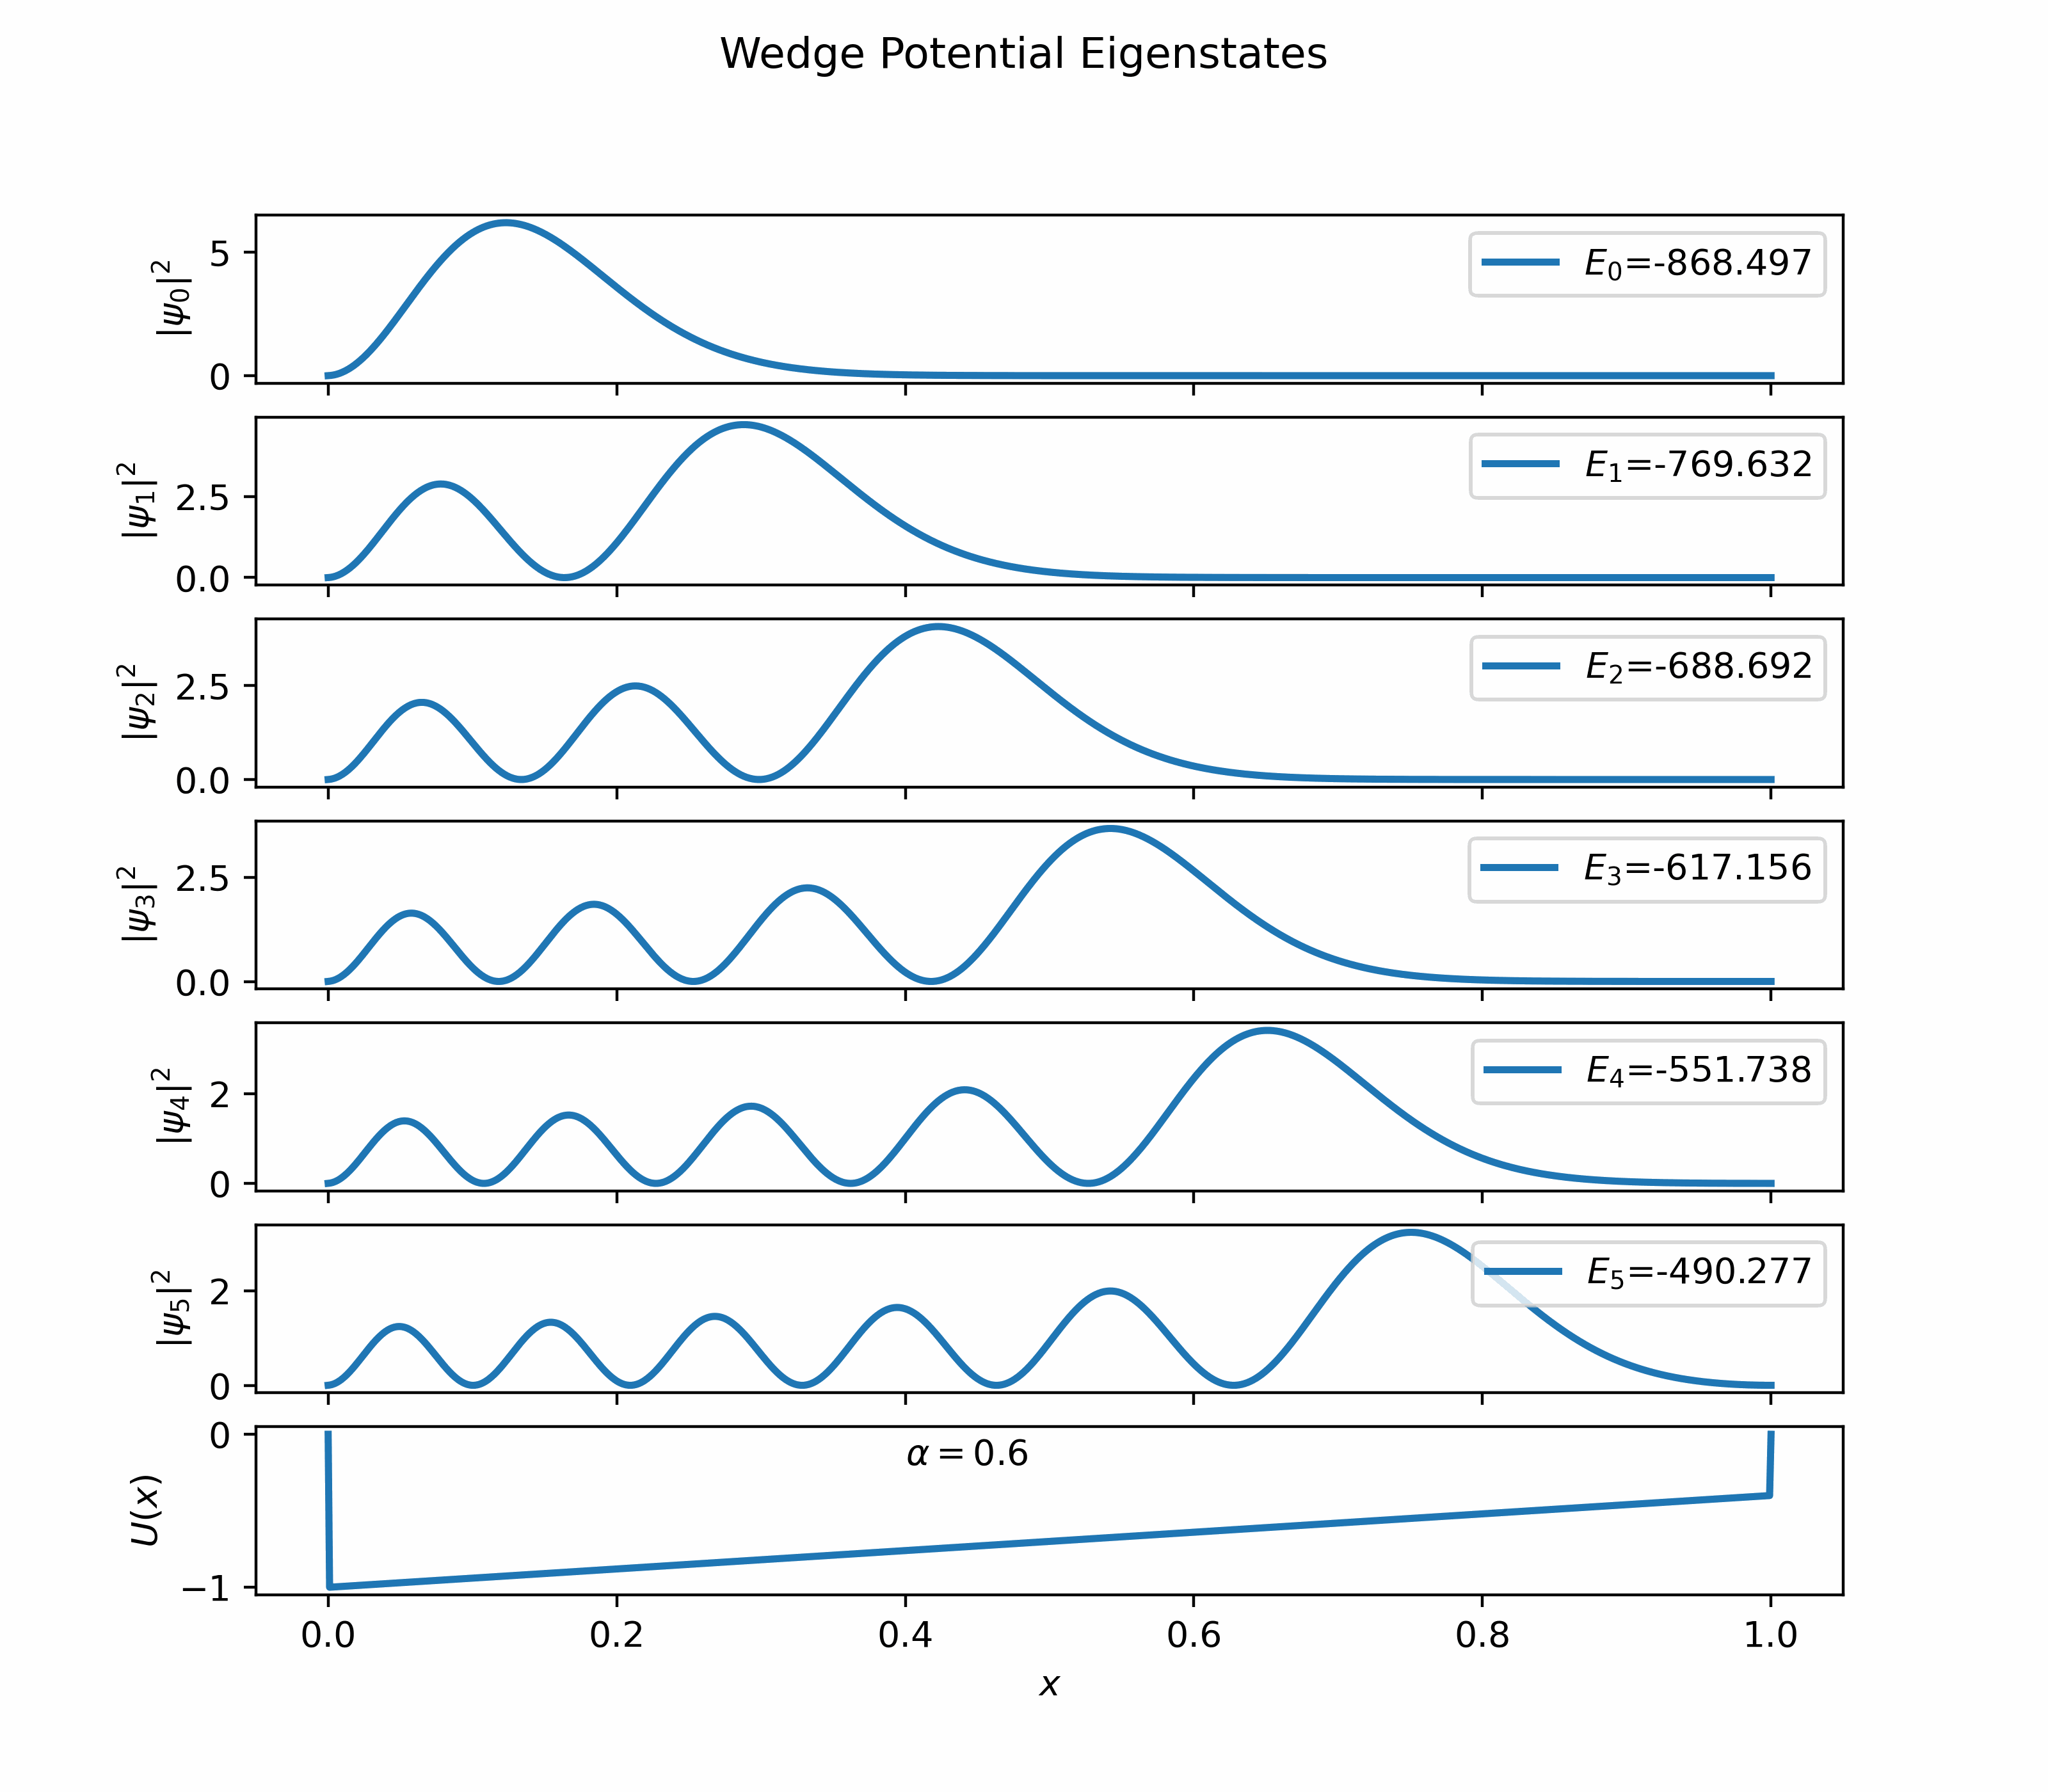 Wedge Potential Eigenstates
|ψ₀|²
5
0
E₀=-868.497
|ψ₁|²
2.5
0.0
E₁=-769.632
|ψ₂|²
2.5
0.0
E₂=-688.692
|ψ₃|²
2.5
0.0
E₃=-617.156
|ψ₄|²
2
0
E₄=-551.738
|ψ₅|²
2
0
E₅=-490.277
U(x)
0
−1
α = 0.6
0.0 0.2 0.4 0.6 0.8 1.0
x